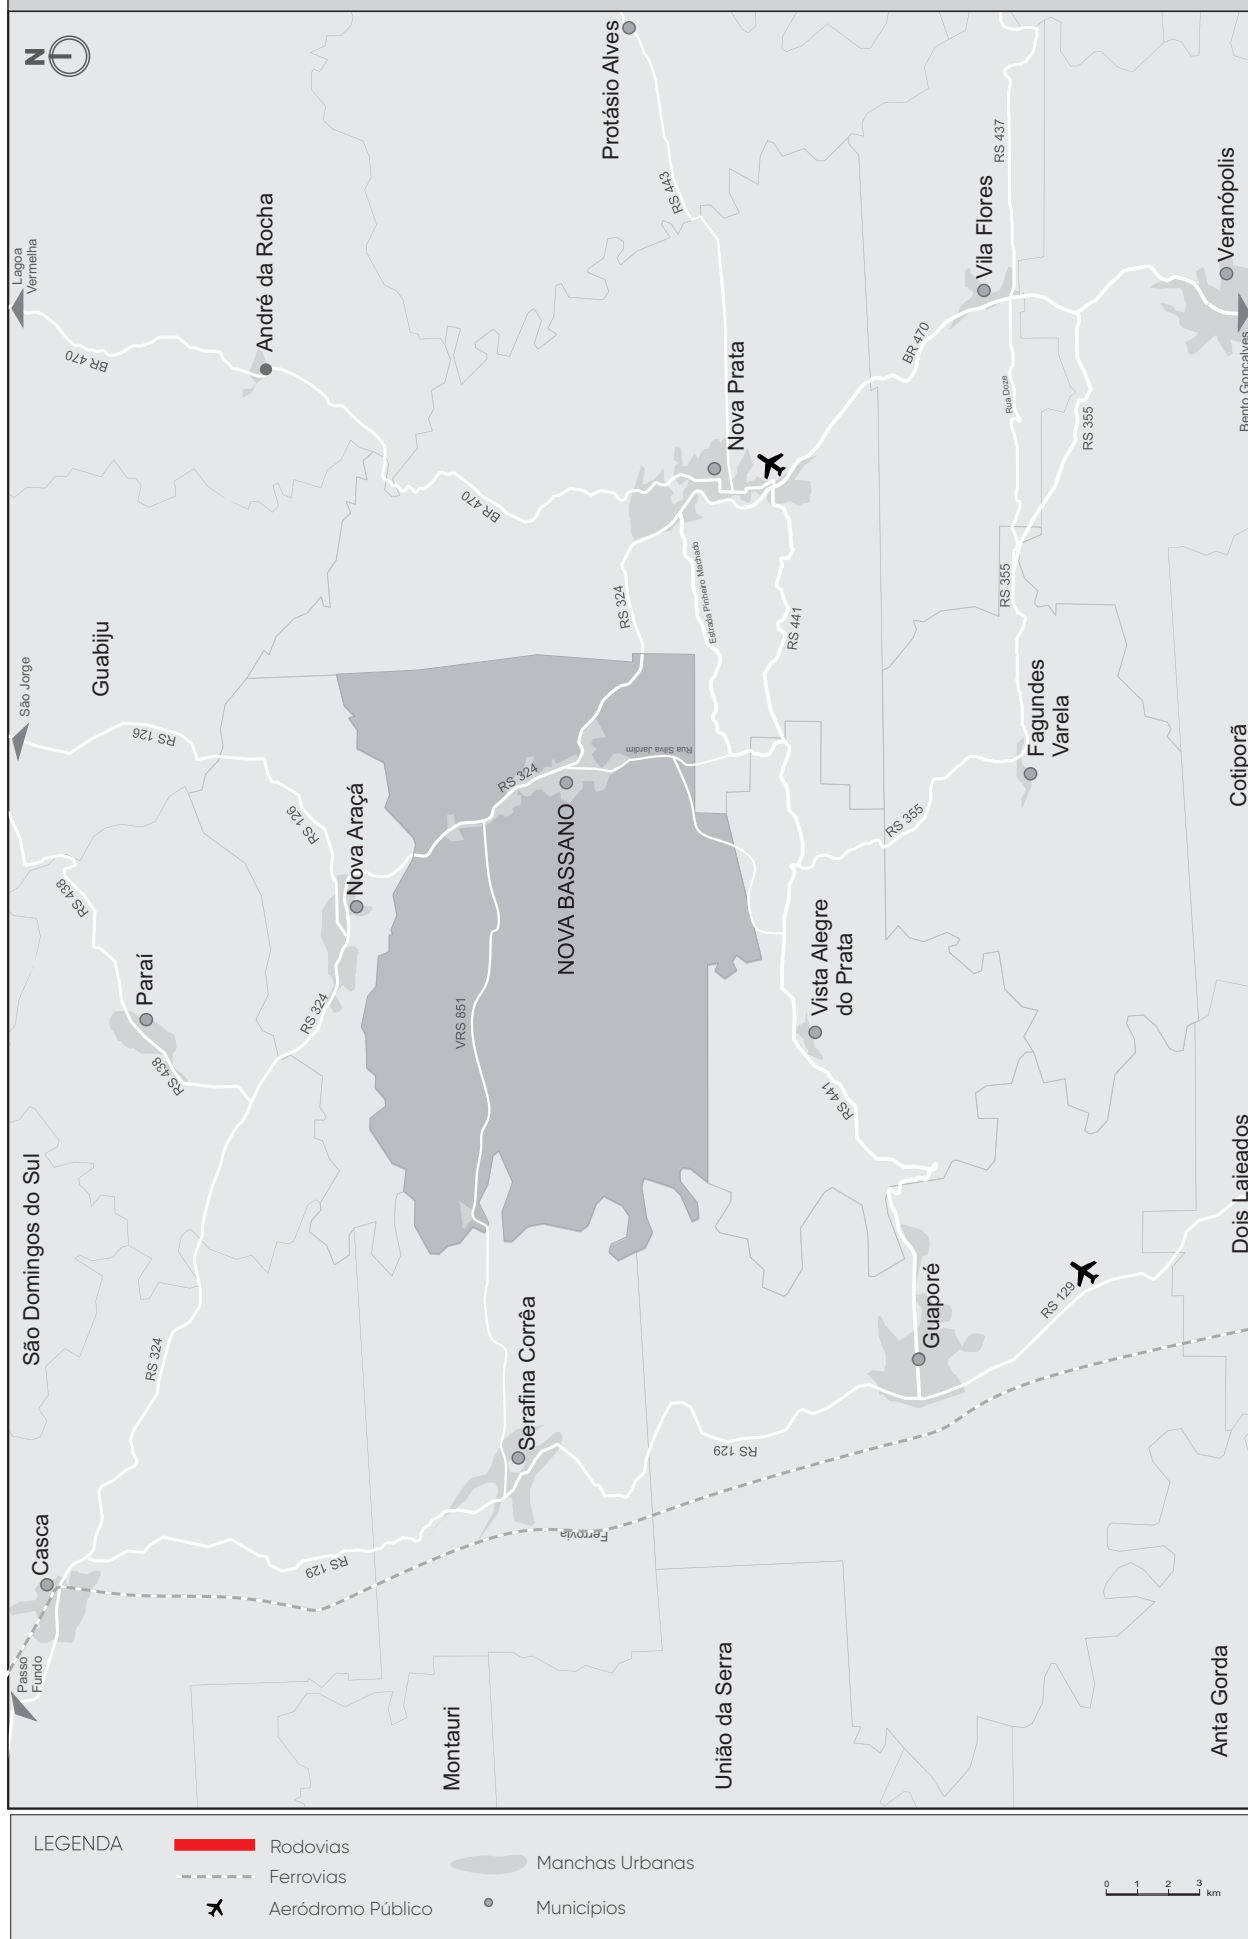 N
Lagoa
Vermelha
São Jorge
Passo
Fundo
Protásio Alves
André da Rocha
BR 470
RS 443
RS 437
Vila Flores
Veranópolis
Bento Gonçalves
BR 470
Nova Prata
BR 470
Rua Doze
RS 355
RS 355
RS 324
Estrada Pinheiro Machado
RS 441
Guabiju
RS 126
RS 126
RS 324
Rua Silva Jardim
Fagundes
Varela
Cotiporã
RS 438
Nova Araçá
NOVA BASSANO
RS 355
Paraí
RS 438
RS 324
VRS 851
Vista Alegre
do Prata
RS 441
São Domingos do Sul
RS 324
Dois Lajeados
Guaporé
RS 129
Serafina Corrêa
RS 129
Ferrovia
Casca
RS 129
Montauri
União da Serra
Anta Gorda
LEGENDA
Rodovias
Ferrovias
Aeródromo Público
Manchas Urbanas
Municípios
0 1 2 3
km